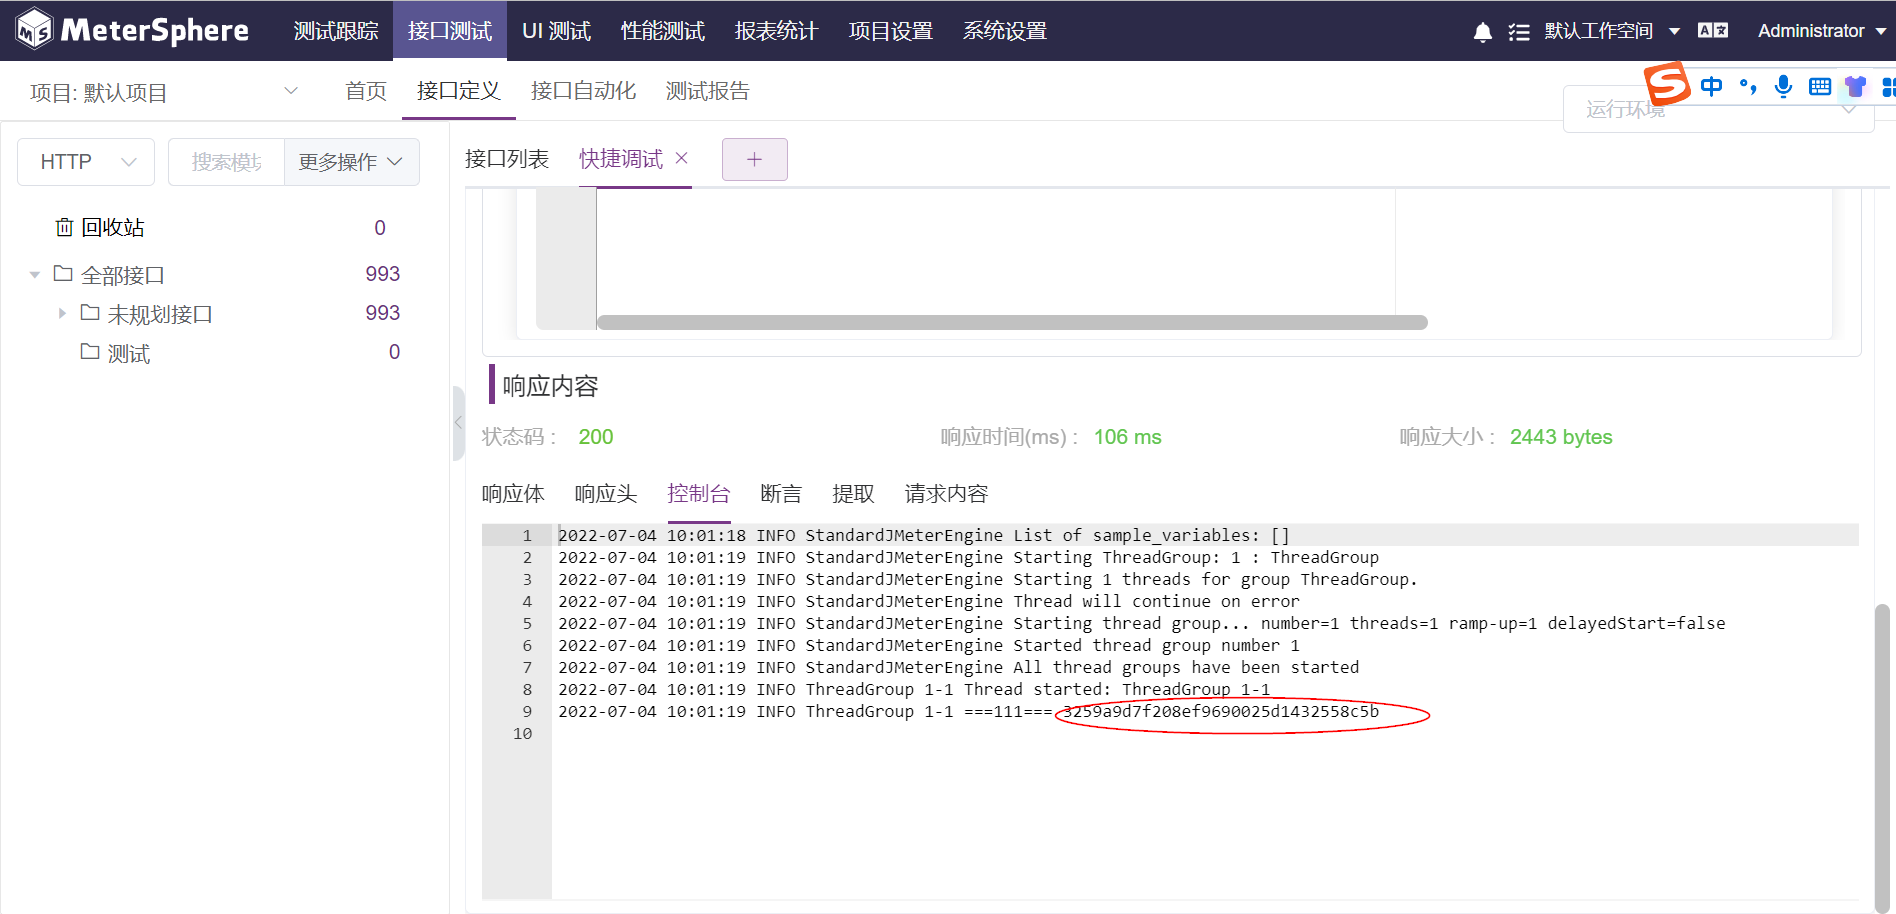 MeterSphere 测试跟踪 接口测试 UI 测试 性能测试 报表统计 项目设置 系统设置 默认工作空间 Administrator
项目: 默认项目 首页 接口定义 接口自动化 测试报告 中
运行环境
HTTP 搜索模块 更多操作 接口列表 快捷调试 × +
回收站 0
全部接口 993
未规划接口 993
测试 0
响应内容
状态码 : 200 响应时间(ms) : 106 ms 响应大小 : 2443 bytes
响应体 响应头 控制台 断言 提取 请求内容
1 2022-07-04 10:01:18 INFO StandardJMeterEngine List of sample_variables: []
2 2022-07-04 10:01:19 INFO StandardJMeterEngine Starting ThreadGroup: 1 : ThreadGroup
3 2022-07-04 10:01:19 INFO StandardJMeterEngine Starting 1 threads for group ThreadGroup.
4 2022-07-04 10:01:19 INFO StandardJMeterEngine Thread will continue on error
5 2022-07-04 10:01:19 INFO StandardJMeterEngine Starting thread group... number=1 threads=1 ramp-up=1 delayedStart=false
6 2022-07-04 10:01:19 INFO StandardJMeterEngine Started thread group number 1
7 2022-07-04 10:01:19 INFO StandardJMeterEngine All thread groups have been started
8 2022-07-04 10:01:19 INFO ThreadGroup 1-1 Thread started: ThreadGroup 1-1
9 2022-07-04 10:01:19 INFO ThreadGroup 1-1 ===111=== 3259a9d7f208ef9690025d1432558c5b
10